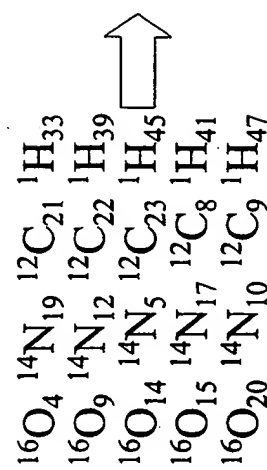 ¹⁶O₄ ¹⁴N₁₉ ¹²C₂₁ ¹H₃₃
¹⁶O₉ ¹⁴N₁₂ ¹²C₂₂ ¹H₃₉
¹⁶O₁₄ ¹⁴N₅ ¹²C₂₃ ¹H₄₅
¹⁶O₁₅ ¹⁴N₁₇ ¹²C₈ ¹H₄₁
¹⁶O₂₀ ¹⁴N₁₀ ¹²C₉ ¹H₄₇